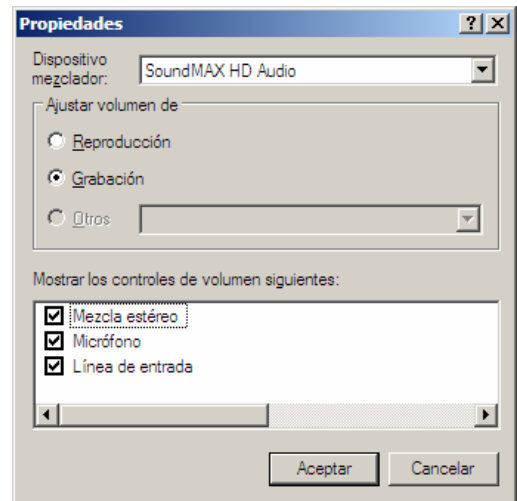 Propiedades
Dispositivo
mezclador:
SoundMAX HD Audio
Ajustar volumen de
Reproducción
Grabación
Otros
Mostrar los controles de volumen siguientes:
Mezcla estéreo
Micrófono
Línea de entrada
Aceptar
Cancelar